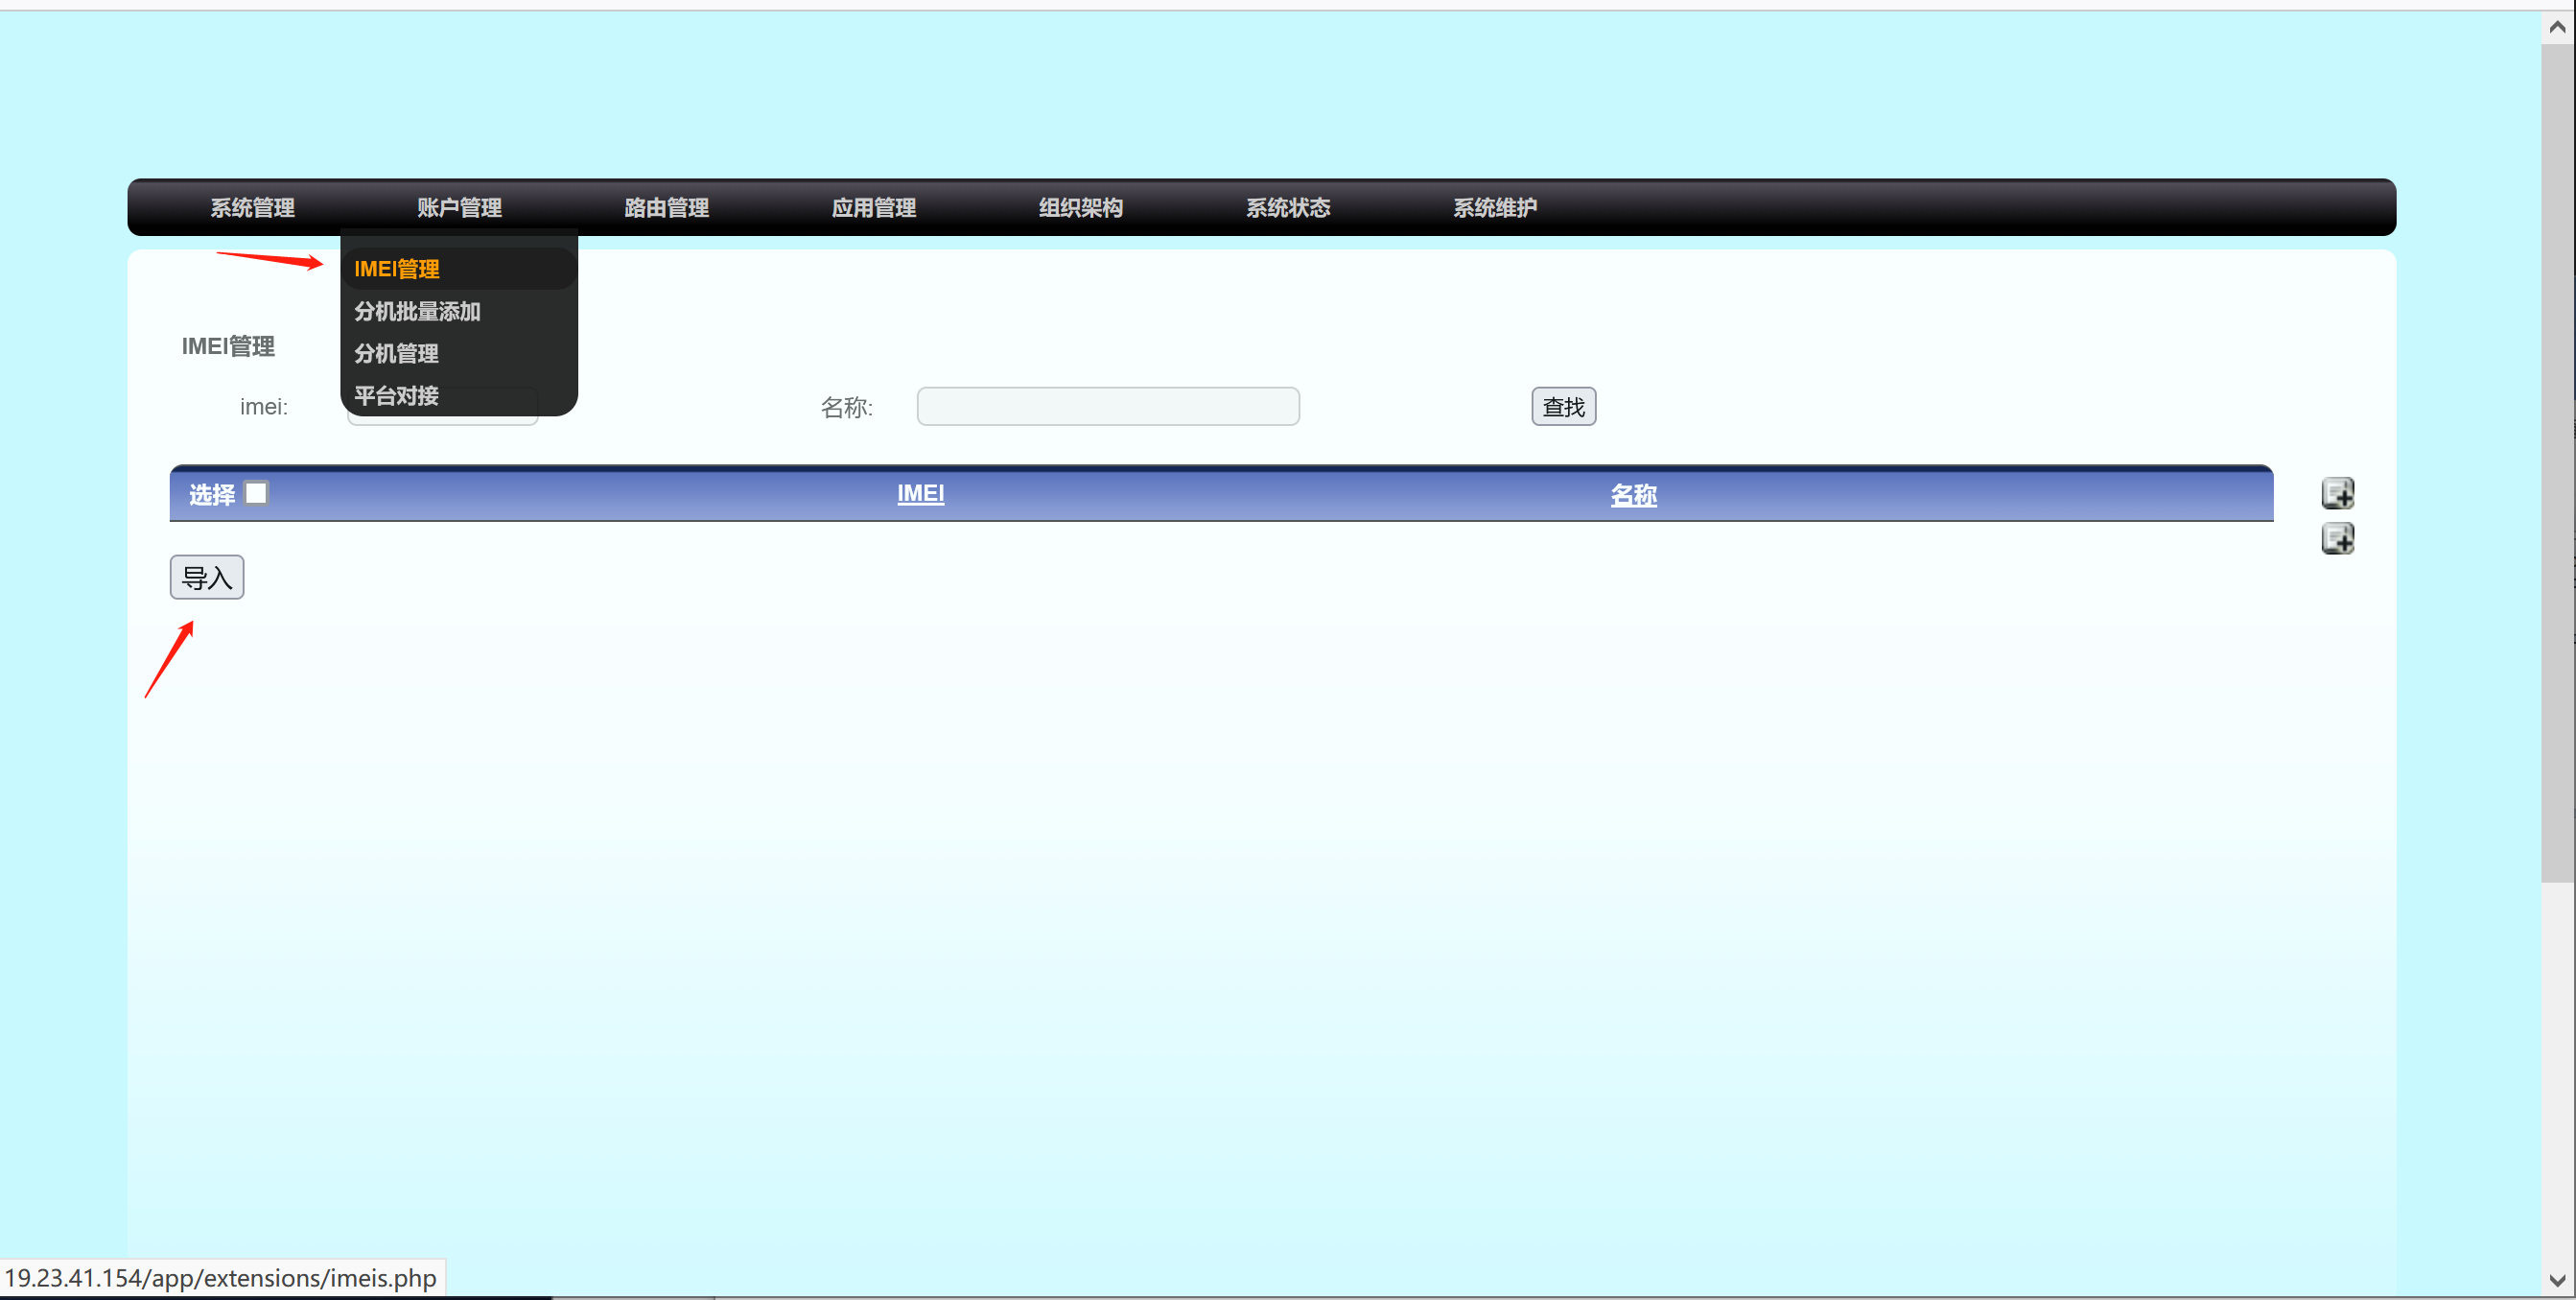 系统管理 账户管理 路由管理 应用管理 组织架构 系统状态 系统维护
IMEI管理
分机批量添加
分机管理
平台对接
IMEI管理
imei: 名称: 查找
选择 IMEI 名称
导入
19.23.41.154/app/extensions/imeis.php